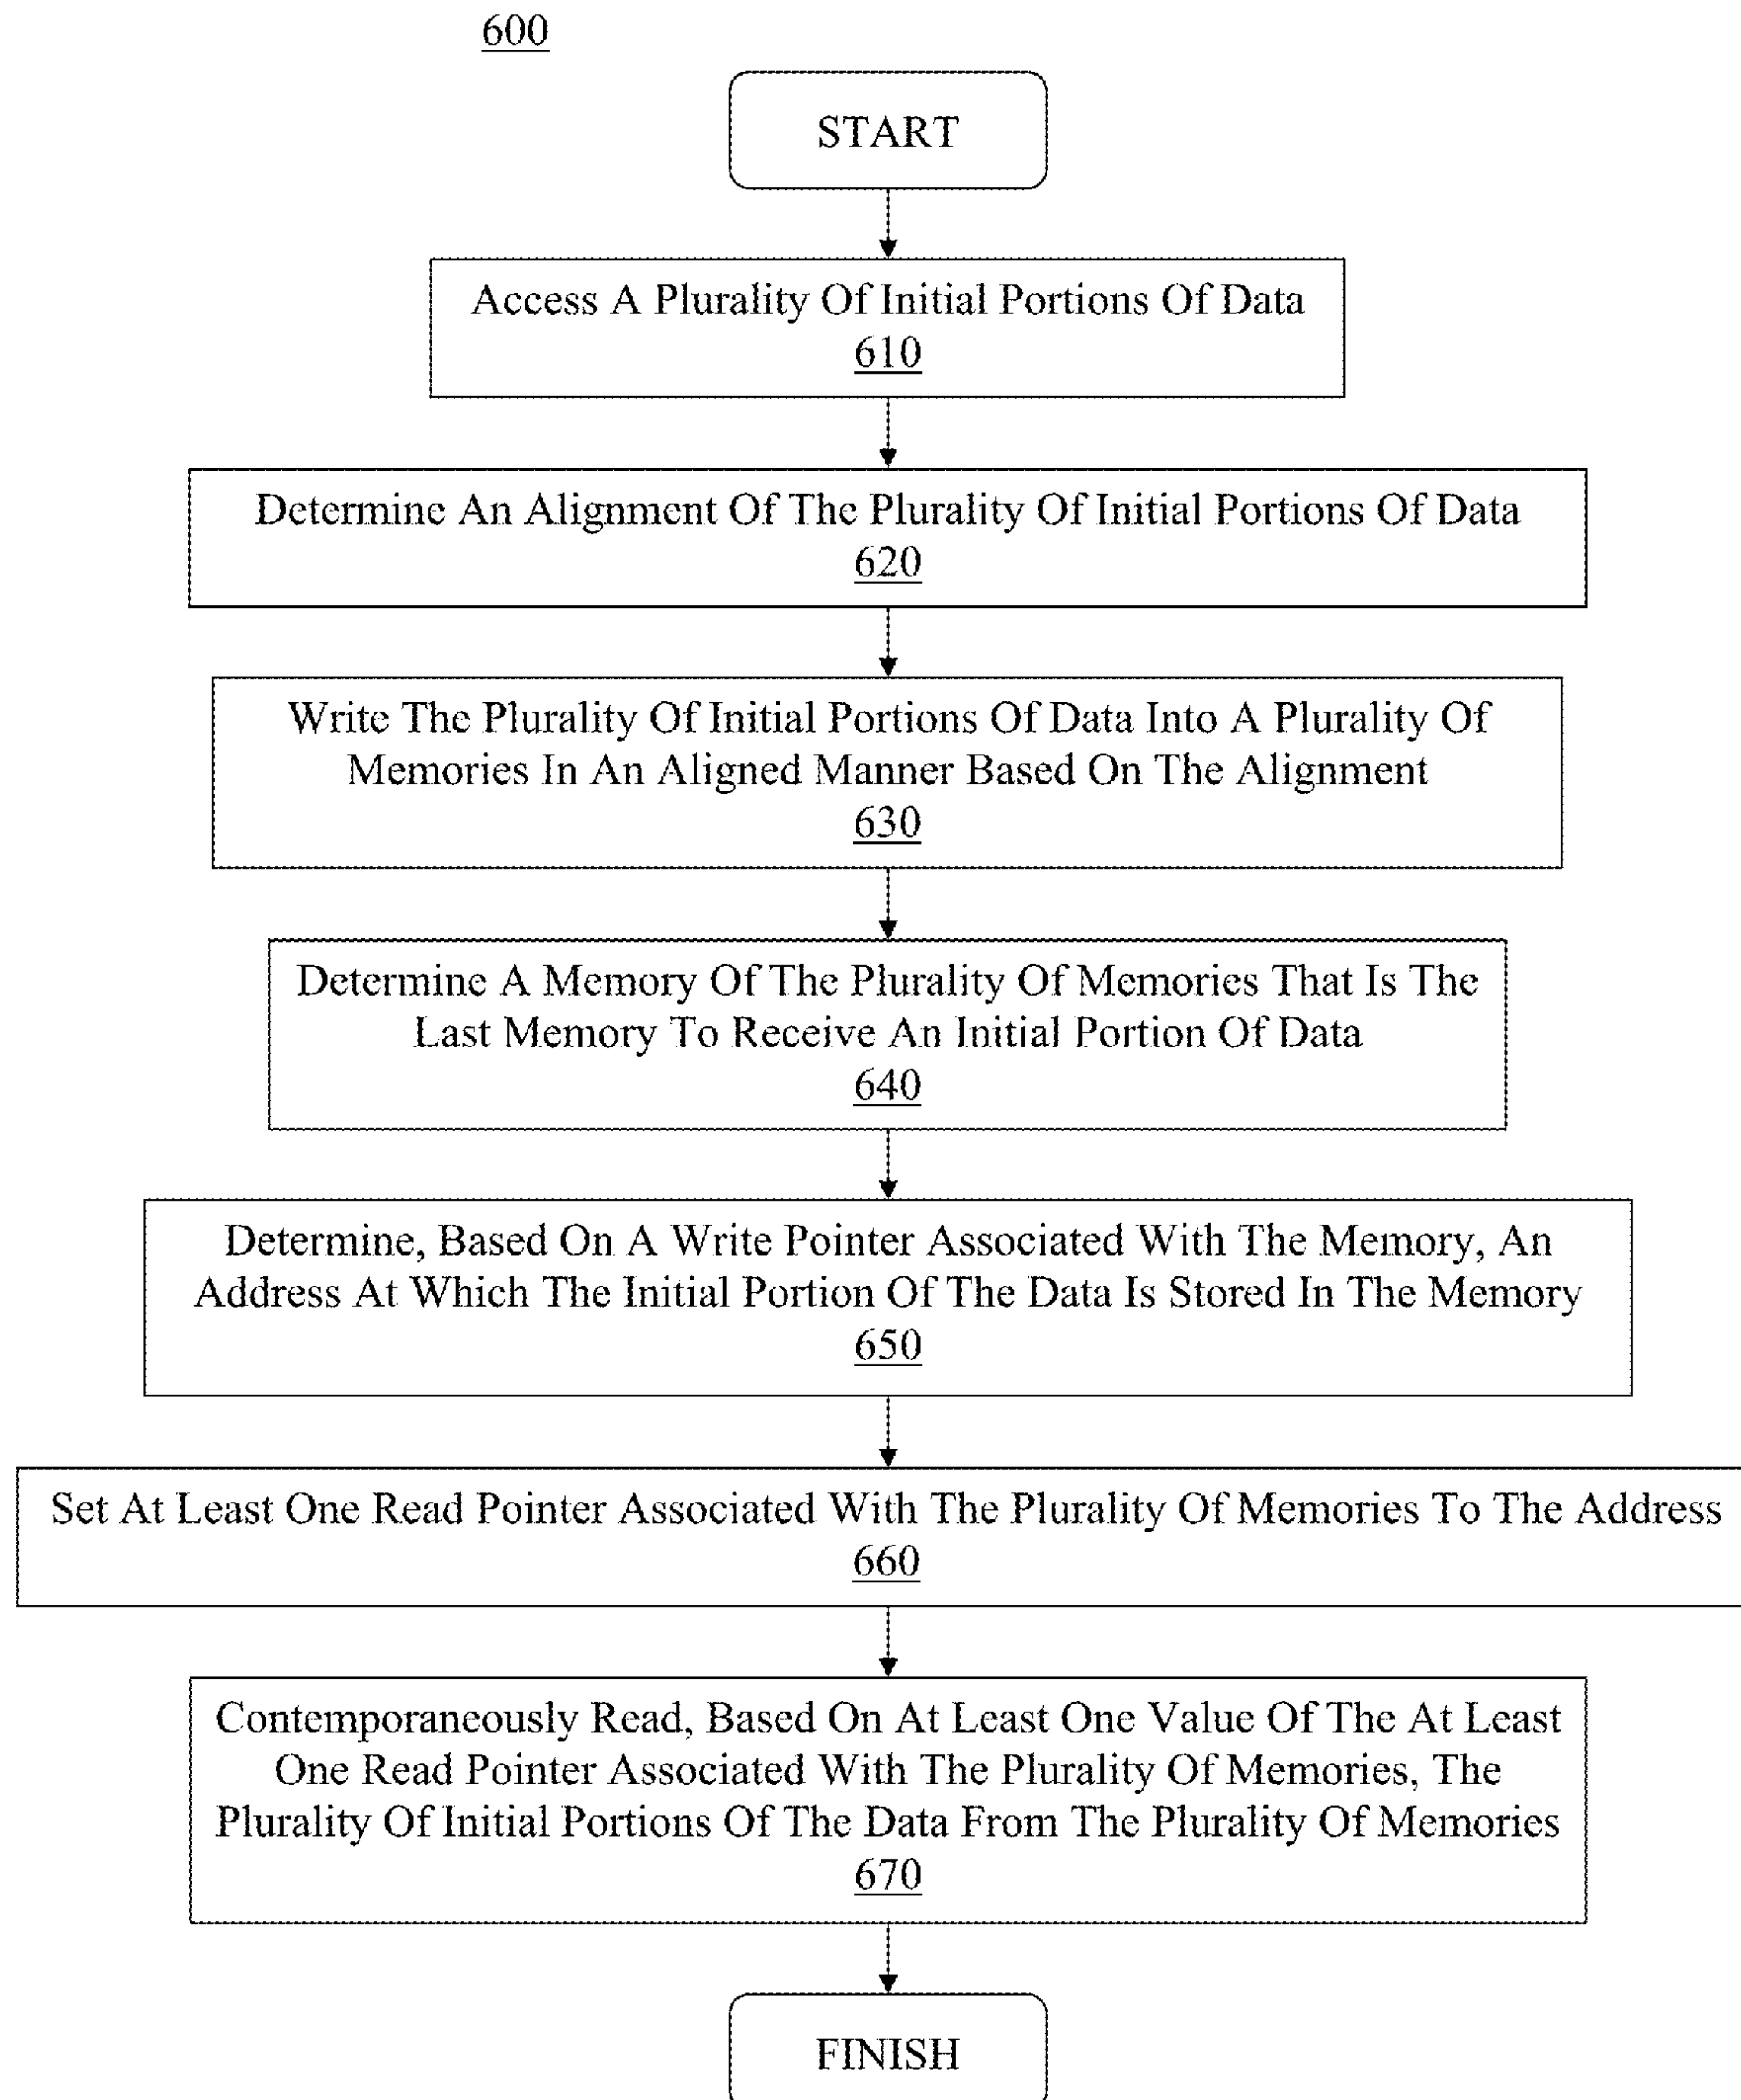 600
START
Access A Plurality Of Initial Portions Of Data
610
Determine An Alignment Of The Plurality Of Initial Portions Of Data
620
Write The Plurality Of Initial Portions Of Data Into A Plurality Of
Memories In An Aligned Manner Based On The Alignment
630
Determine A Memory Of The Plurality Of Memories That Is The
Last Memory To Receive An Initial Portion Of Data
640
Determine, Based On A Write Pointer Associated With The Memory, An
Address At Which The Initial Portion Of The Data Is Stored In The Memory
650
Set At Least One Read Pointer Associated With The Plurality Of Memories To The Address
660
Contemporaneously Read, Based On At Least One Value Of The At Least
One Read Pointer Associated With The Plurality Of Memories, The
Plurality Of Initial Portions Of The Data From The Plurality Of Memories
670
FINISH